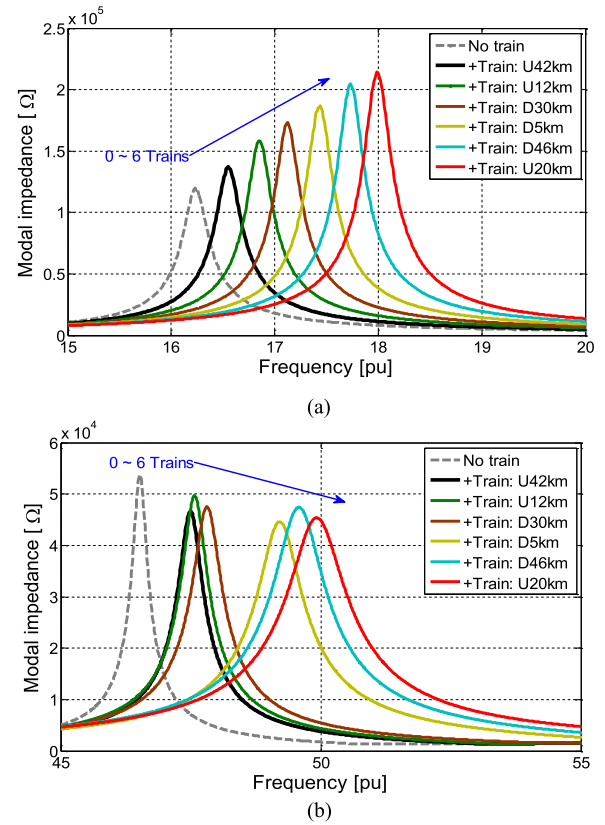 x 10^5
2.5
2
1.5
1
0.5
0
Modal impedance [ Ω]
0 ~ 6 Trains
No train
+Train: U42km
+Train: U12km
+Train: D30km
+Train: D5km
+Train: D46km
+Train: U20km
15 16 17 18 19 20
Frequency [pu]
(a)
x 10^4
6
5
4
3
2
1
0
Modal impedance [ Ω]
0 ~ 6 Trains
No train
+Train: U42km
+Train: U12km
+Train: D30km
+Train: D5km
+Train: D46km
+Train: U20km
45 50 55
Frequency [pu]
(b)